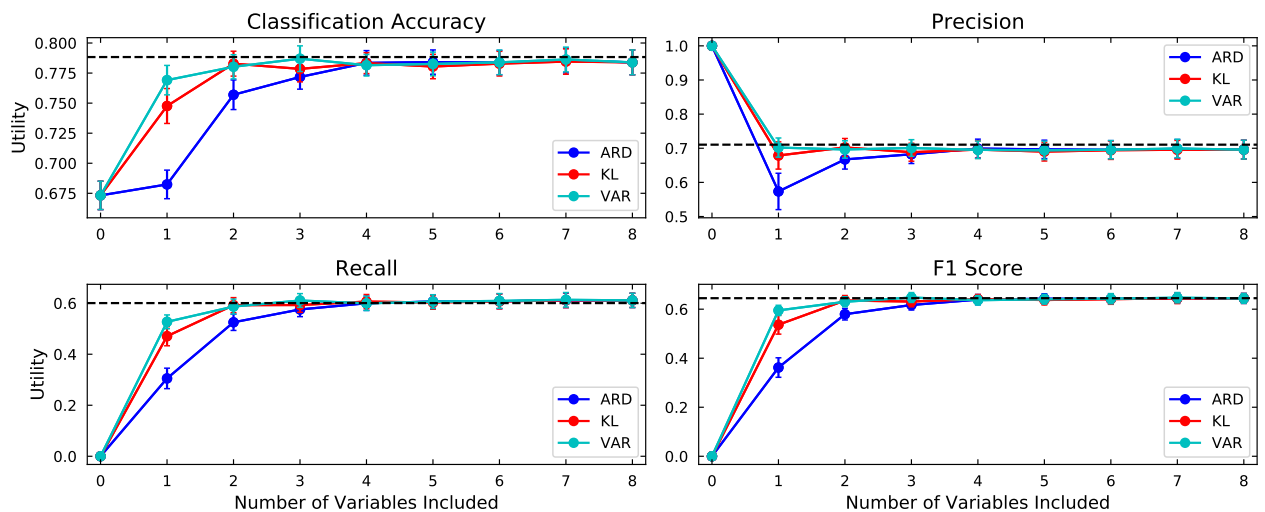 Classification Accuracy
Utility
0.800
0.775
0.750
0.725
0.700
0.675
0 1 2 3 4 5 6 7 8
ARD
KL
VAR
Precision
1.0
0.9
0.8
0.7
0.6
0.5
0 1 2 3 4 5 6 7 8
ARD
KL
VAR
Recall
Utility
0.6
0.4
0.2
0.0
0 1 2 3 4 5 6 7 8
Number of Variables Included
ARD
KL
VAR
F1 Score
0.6
0.4
0.2
0.0
0 1 2 3 4 5 6 7 8
Number of Variables Included
ARD
KL
VAR